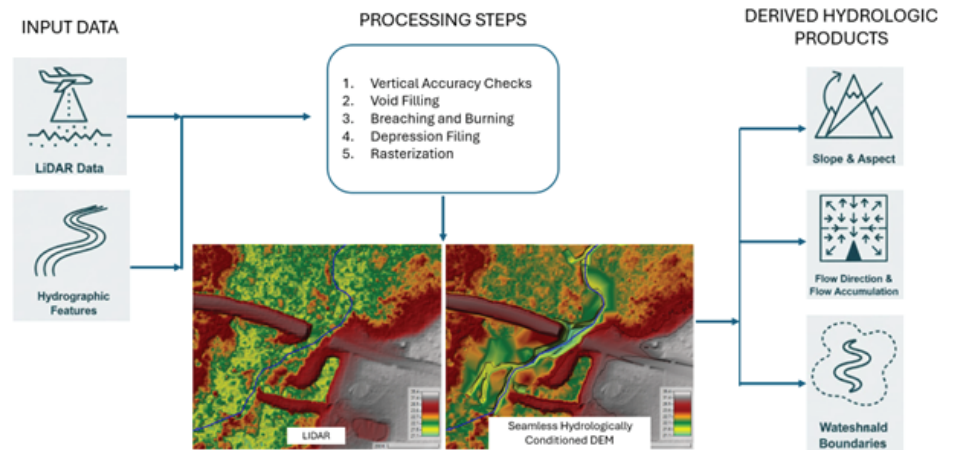 INPUT DATA
LiDAR Data
Hydrographic
Features
PROCESSING STEPS
1. Vertical Accuracy Checks
2. Void Filling
3. Breaching and Burning
4. Depression Filing
5. Rasterization
LIDAR
Seamless Hydrologically
Conditioned DEM
DERIVED HYDROLOGIC
PRODUCTS
Slope & Aspect
Flow Direction &
Flow Accumulation
Wateshnald
Boundaries